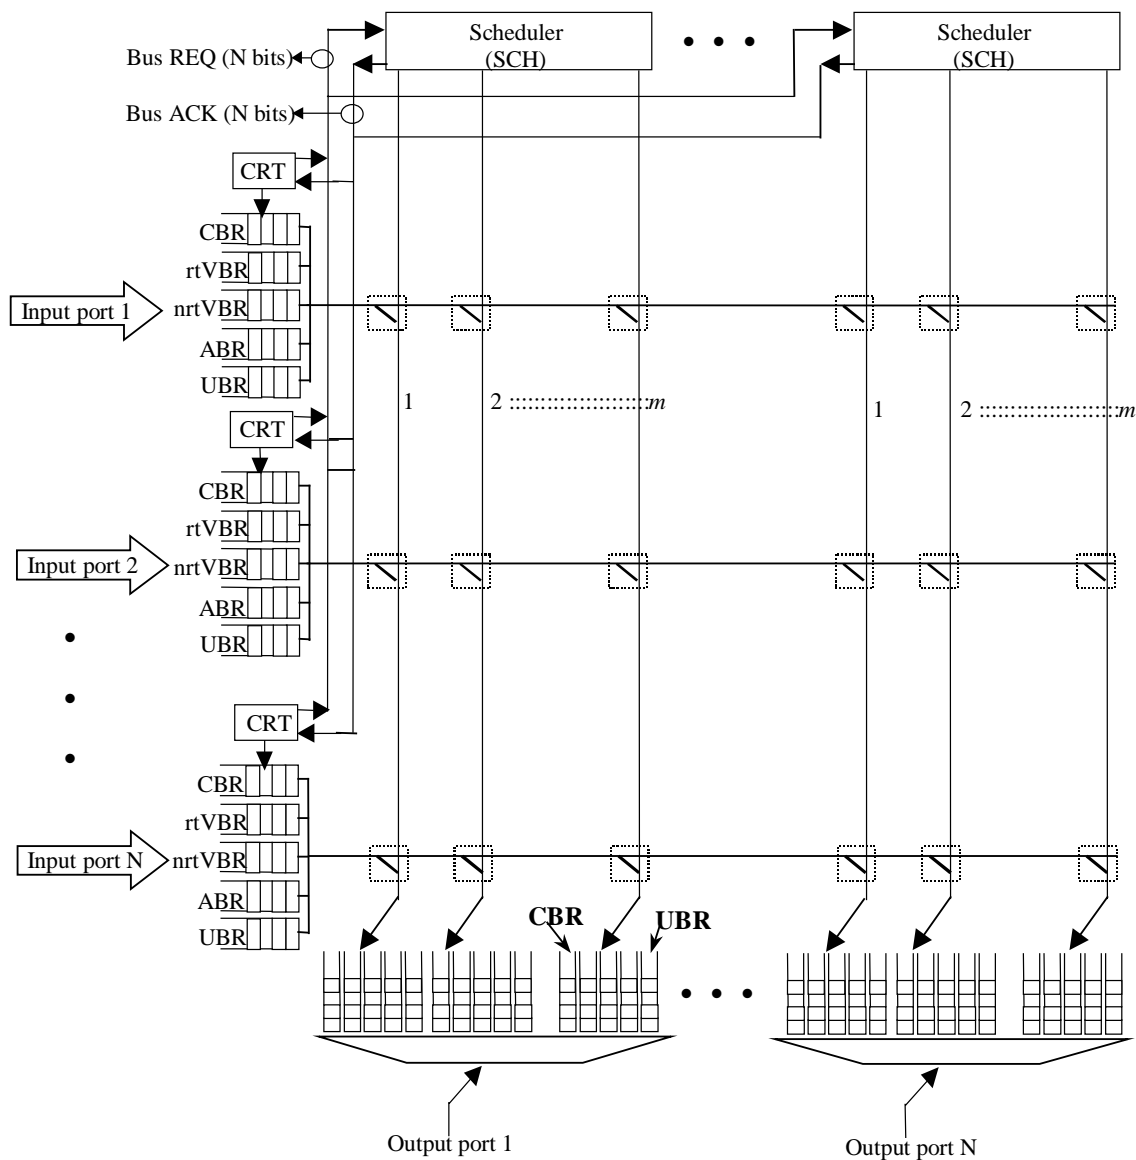 Scheduler
(SCH)
Scheduler
(SCH)
Bus REQ (N bits)
Bus ACK (N bits)
CRT
CBR
rtVBR
Input port 1
nrtVBR
ABR
UBR
1
2 ::::::::::::::::::::m
1
2 ::::::::::::::::::::m
CRT
CBR
rtVBR
Input port 2
nrtVBR
ABR
UBR
CRT
CBR
rtVBR
Input port N
nrtVBR
ABR
UBR
CBR
UBR
Output port 1
Output port N